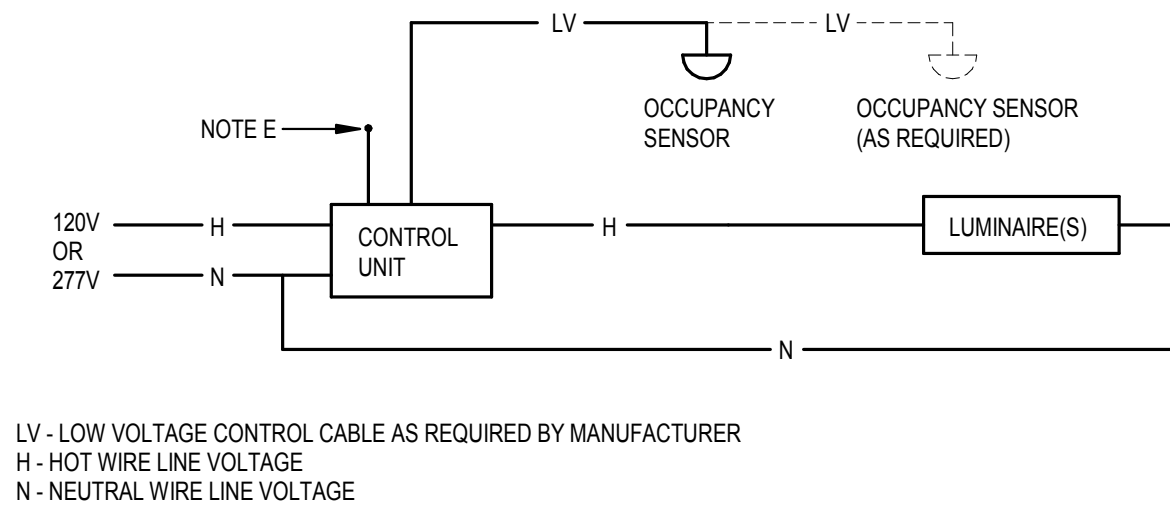 LV
LV
OCCUPANCY
SENSOR
OCCUPANCY SENSOR
(AS REQUIRED)
NOTE E
120V
OR
277V
H
N
CONTROL
UNIT
H
LUMINAIRE(S)
N
LV - LOW VOLTAGE CONTROL CABLE AS REQUIRED BY MANUFACTURER
H - HOT WIRE LINE VOLTAGE
N - NEUTRAL WIRE LINE VOLTAGE